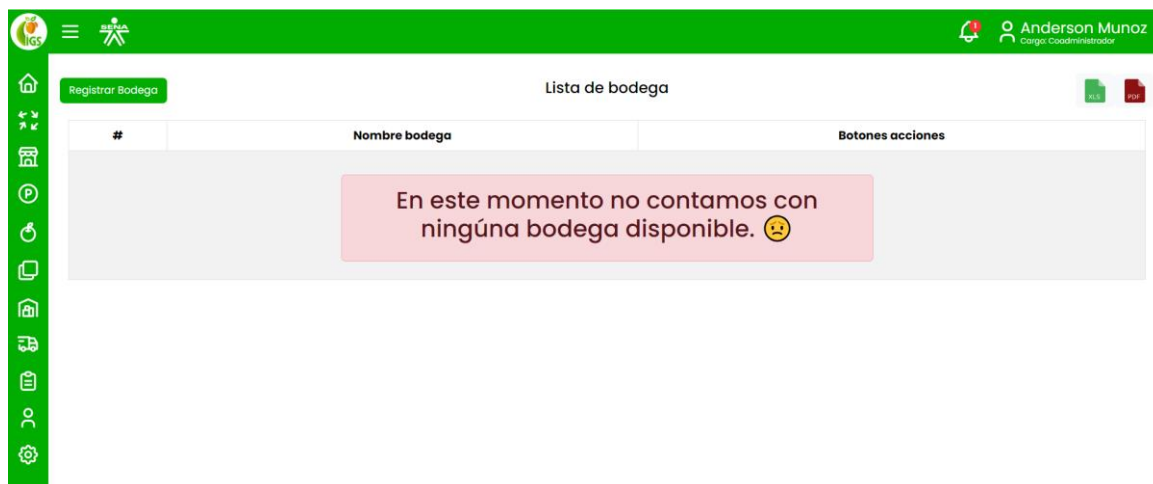 IGS
SENA
1
Anderson Munoz
Cargo: Coadministrador
Registrar Bodega
Lista de bodega
XLS
PDF
#
Nombre bodega
Botones acciones
En este momento no contamos con
ningúna bodega disponible. 😟
P